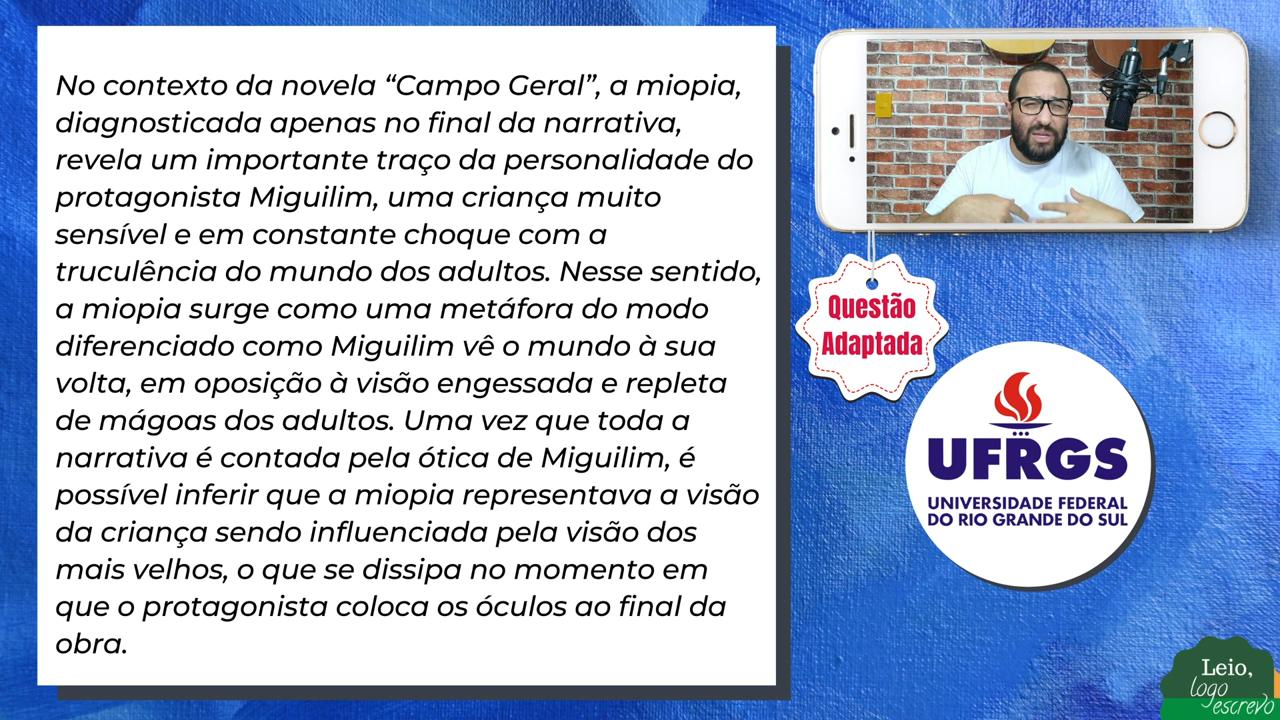 No contexto da novela “Campo Geral”, a miopia,
diagnosticada apenas no final da narrativa,
revela um importante traço da personalidade do
protagonista Miguilim, uma criança muito
sensível e em constante choque com a
truculência do mundo dos adultos. Nesse sentido,
a miopia surge como uma metáfora do modo
diferenciado como Miguilim vê o mundo à sua
volta, em oposição à visão engessada e repleta
de mágoas dos adultos. Uma vez que toda a
narrativa é contada pela ótica de Miguilim, é
possível inferir que a miopia representava a visão
da criança sendo influenciada pela visão dos
mais velhos, o que se dissipa no momento em
que o protagonista coloca os óculos ao final da
obra.
Questão
Adaptada
UFRGS
UNIVERSIDADE FEDERAL
DO RIO GRANDE DO SUL
Leio,
logo
escrevo